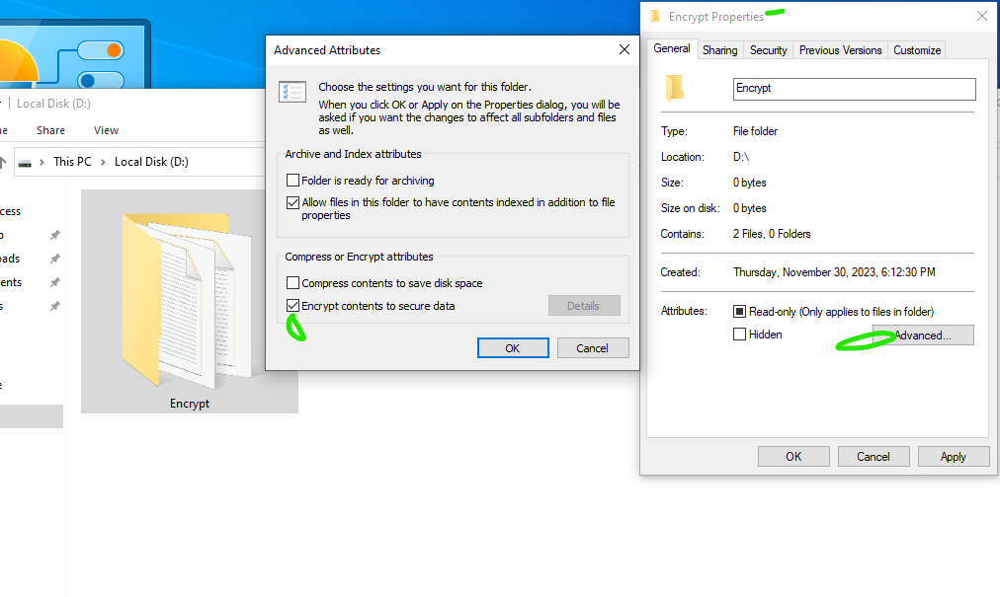 Local Disk (D:)
Share View
This PC > Local Disk (D:)
Encrypt
Advanced Attributes
Choose the settings you want for this folder.
When you click OK or Apply on the Properties dialog, you will be
asked if you want the changes to affect all subfolders and files
as well.
Archive and Index attributes
Folder is ready for archiving
Allow files in this folder to have contents indexed in addition to file
properties
Compress or Encrypt attributes
Compress contents to save disk space
Encrypt contents to secure data
Details
OK Cancel
Encrypt Properties
General Sharing Security Previous Versions Customize
Encrypt
Type: File folder
Location: D:\
Size: 0 bytes
Size on disk: 0 bytes
Contains: 2 Files, 0 Folders
Created: Thursday, November 30, 2023, 6:12:30 PM
Attributes: Read-only (Only applies to files in folder)
Hidden Advanced...
OK Cancel Apply